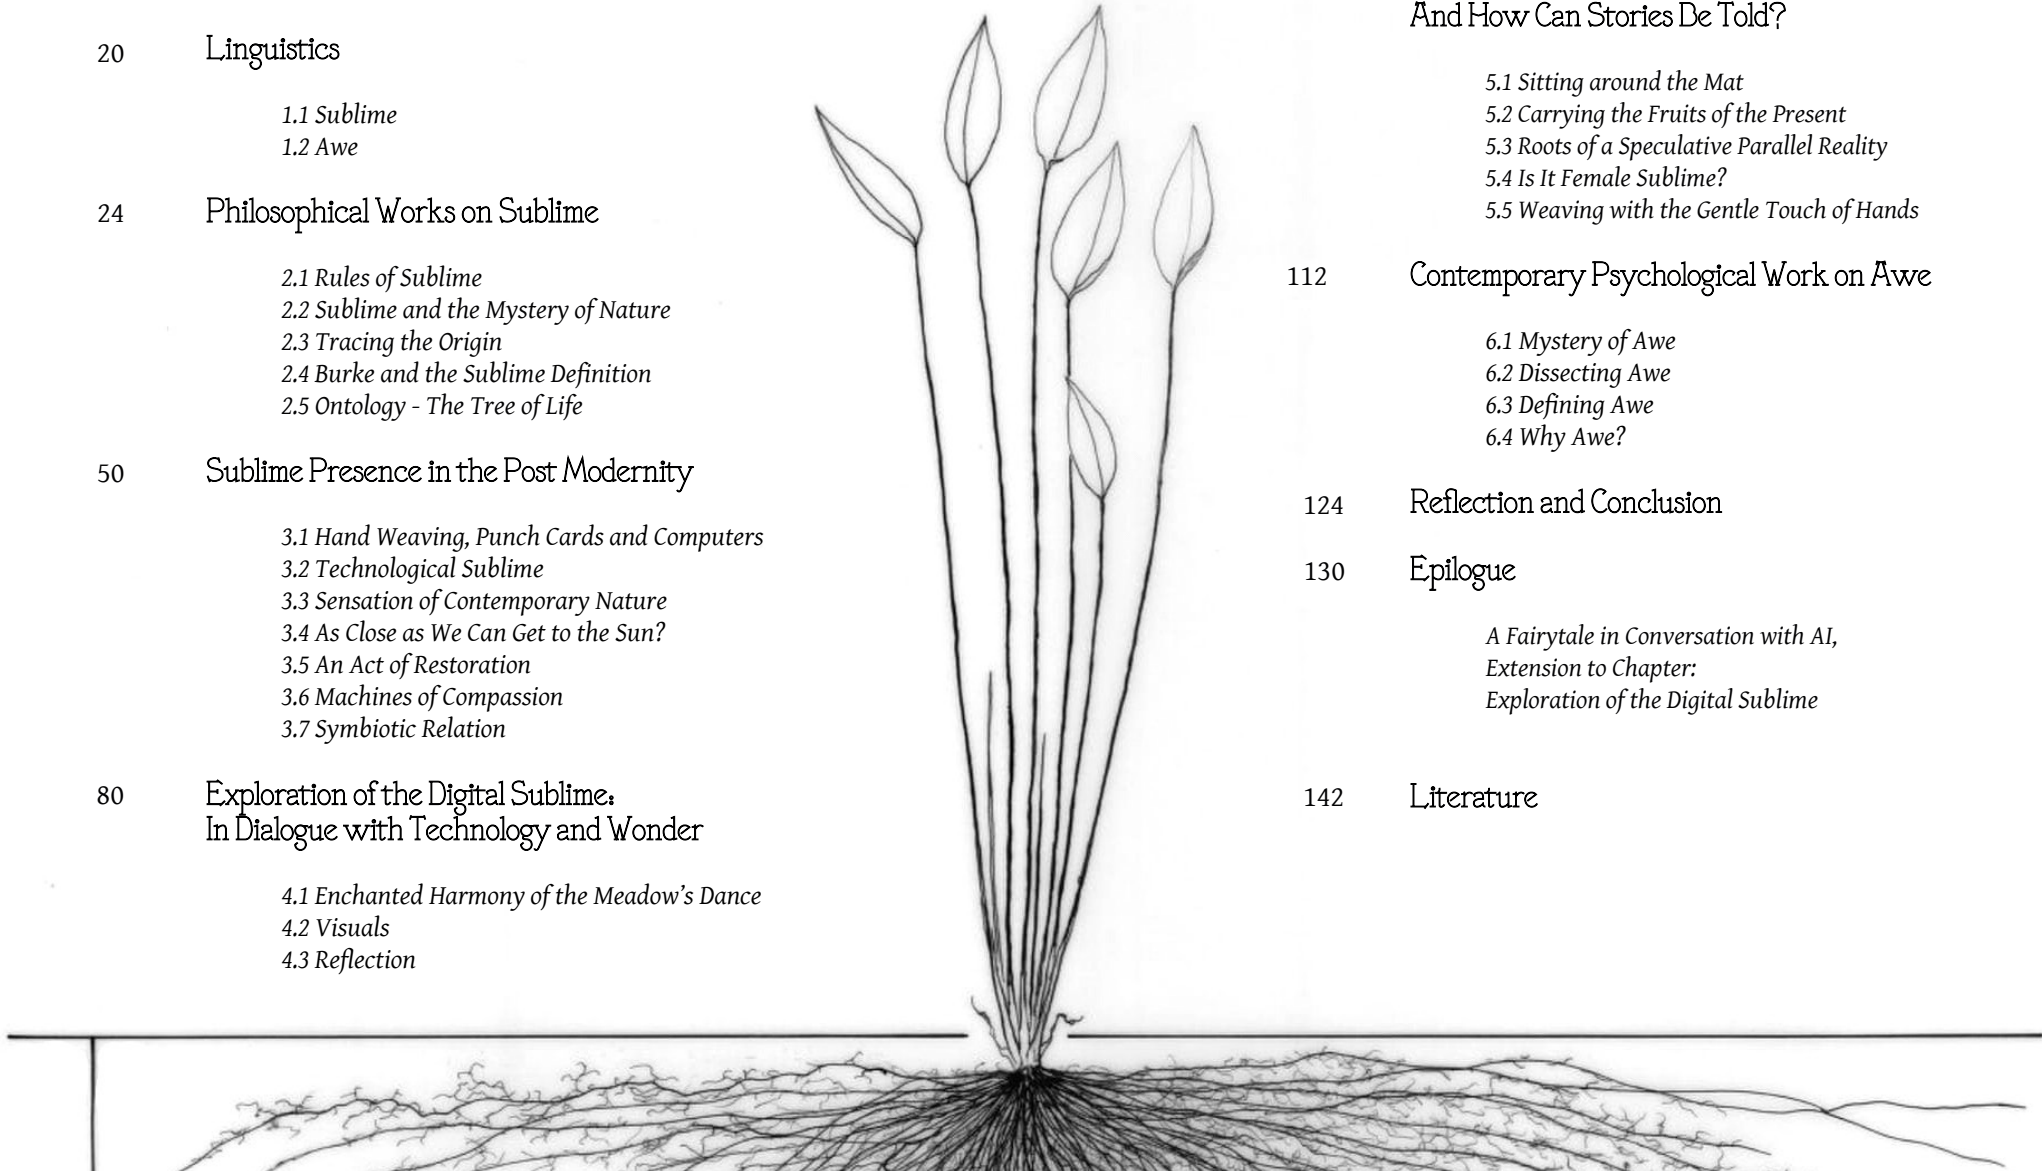 20 Linguistics
1.1 Sublime
1.2 Awe
24 Philosophical Works on Sublime
2.1 Rules of Sublime
2.2 Sublime and the Mystery of Nature
2.3 Tracing the Origin
2.4 Burke and the Sublime Definition
2.5 Ontology - The Tree of Life
50 Sublime Presence in the Post Modernity
3.1 Hand Weaving, Punch Cards and Computers
3.2 Technological Sublime
3.3 Sensation of Contemporary Nature
3.4 As Close as We Can Get to the Sun?
3.5 An Act of Restoration
3.6 Machines of Compassion
3.7 Symbiotic Relation
80 Exploration of the Digital Sublime:
In Dialogue with Technology and Wonder
4.1 Enchanted Harmony of the Meadow’s Dance
4.2 Visuals
4.3 Reflection
And How Can Stories Be Told?
5.1 Sitting around the Mat
5.2 Carrying the Fruits of the Present
5.3 Roots of a Speculative Parallel Reality
5.4 Is It Female Sublime?
5.5 Weaving with the Gentle Touch of Hands
112 Contemporary Psychological Work on Awe
6.1 Mystery of Awe
6.2 Dissecting Awe
6.3 Defining Awe
6.4 Why Awe?
124 Reflection and Conclusion
130 Epilogue
A Fairytale in Conversation with AI,
Extension to Chapter:
Exploration of the Digital Sublime
142 Literature